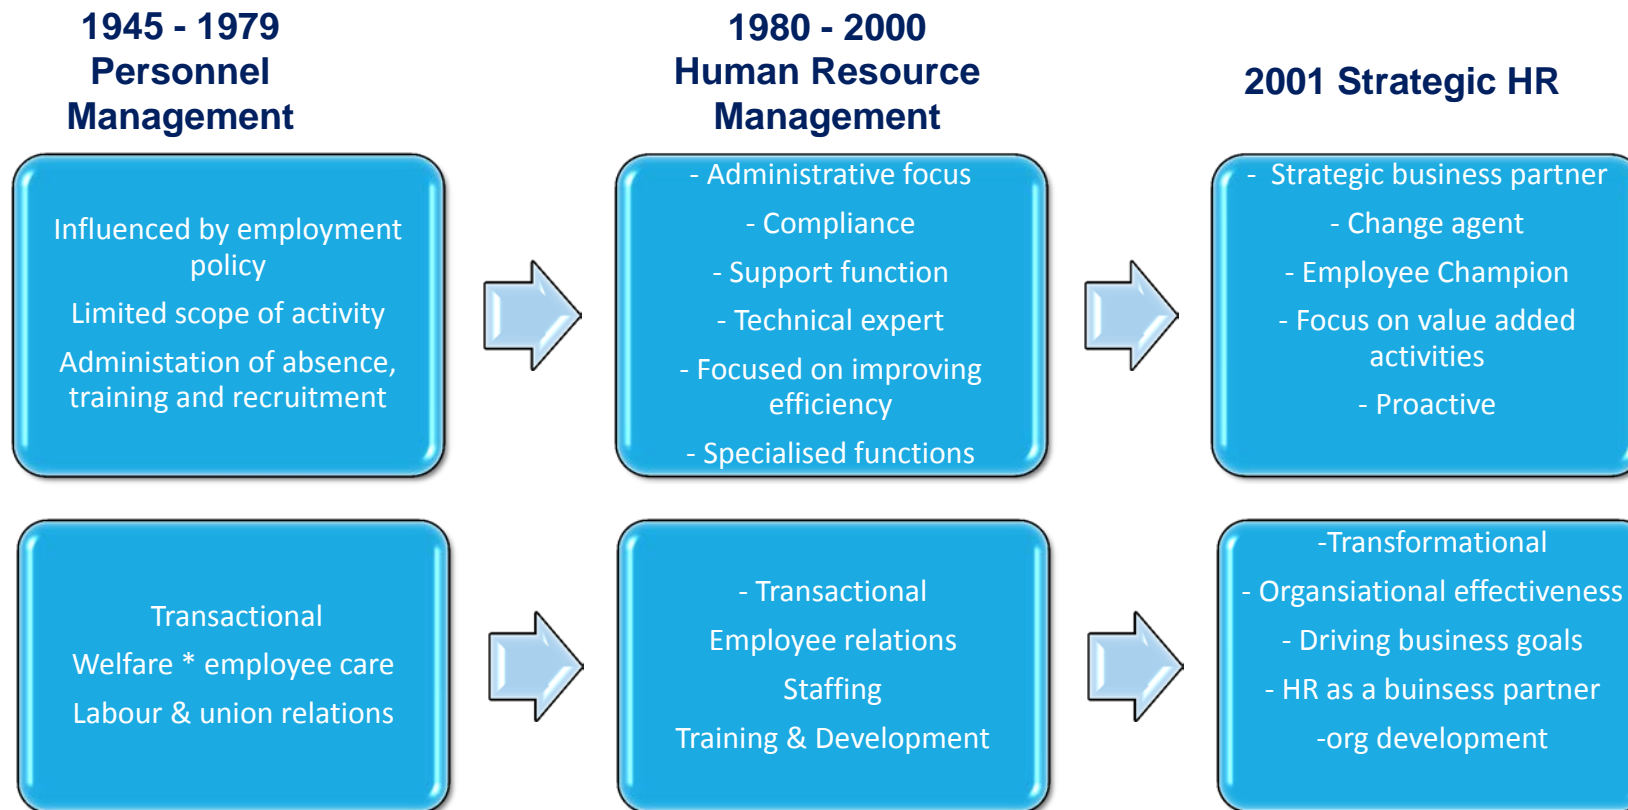 1945 - 1979
Personnel
Management
1980 - 2000
Human Resource
Management
2001 Strategic HR
Influenced by employment
policy
Limited scope of activity
Administation of absence,
training and recruitment
- Administrative focus
- Compliance
- Support function
- Technical expert
- Focused on improving
efficiency
- Specialised functions
- Strategic business partner
- Change agent
- Employee Champion
- Focus on value added
activities
- Proactive
Transactional
Welfare * employee care
Labour & union relations
- Transactional
Employee relations
Staffing
Training & Development
-Transformational
- Organsiational effectiveness
- Driving business goals
- HR as a buinsess partner
-org development